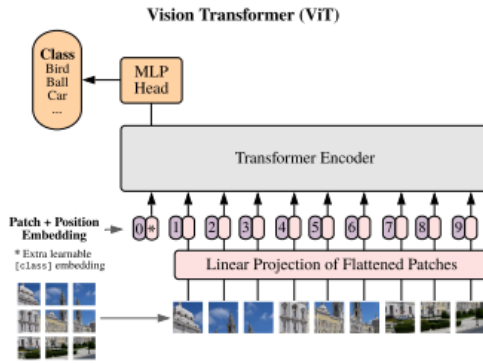 Vision Transformer (ViT)
Class
Bird
Ball
Car
...
MLP
Head
Transformer Encoder
Patch + Position
Embedding
0 * 1 2 3 4 5 6 7 8 9
* Extra learnable
[class] embedding
Linear Projection of Flattened Patches